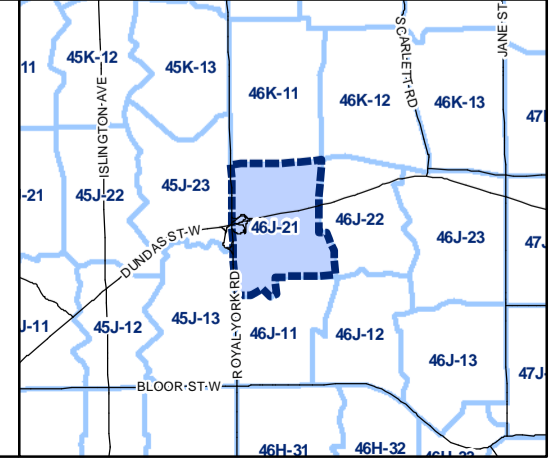 SCARLETT-RD
JANE-ST
45K-12
11
45K-13
46K-11
46K-12
46K-13
47
ISLINGTON-AVE
-21
45J-22
45J-23
46J-21
46J-22
46J-23
47J
DUNDAS-ST-W
ROYAL-YORK-RD
J-11
45J-12
45J-13
46J-11
46J-12
46J-13
47J-
BLOOR-ST-W
46H-31
46H-32